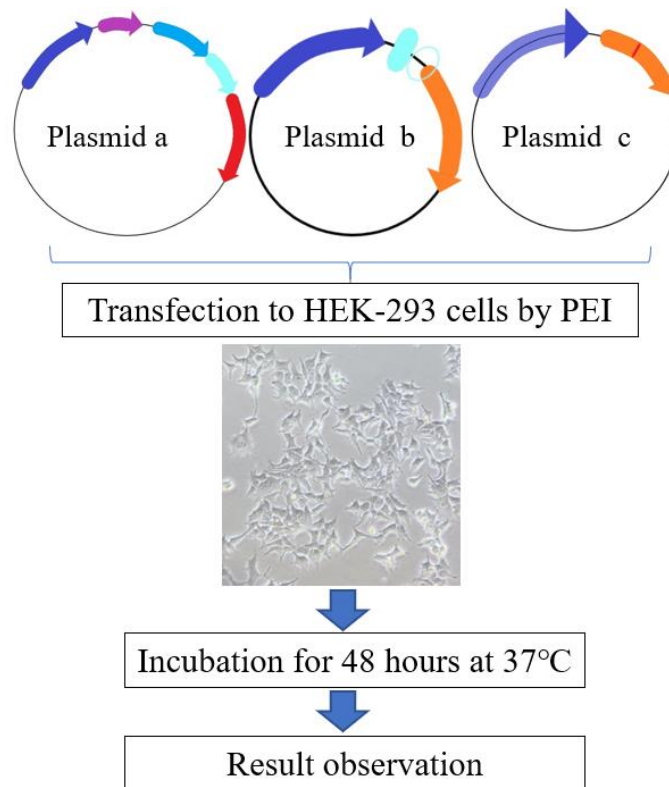 Plasmid a
Plasmid b
Plasmid c
Transfection to HEK-293 cells by PEI
Incubation for 48 hours at 37℃
Result observation